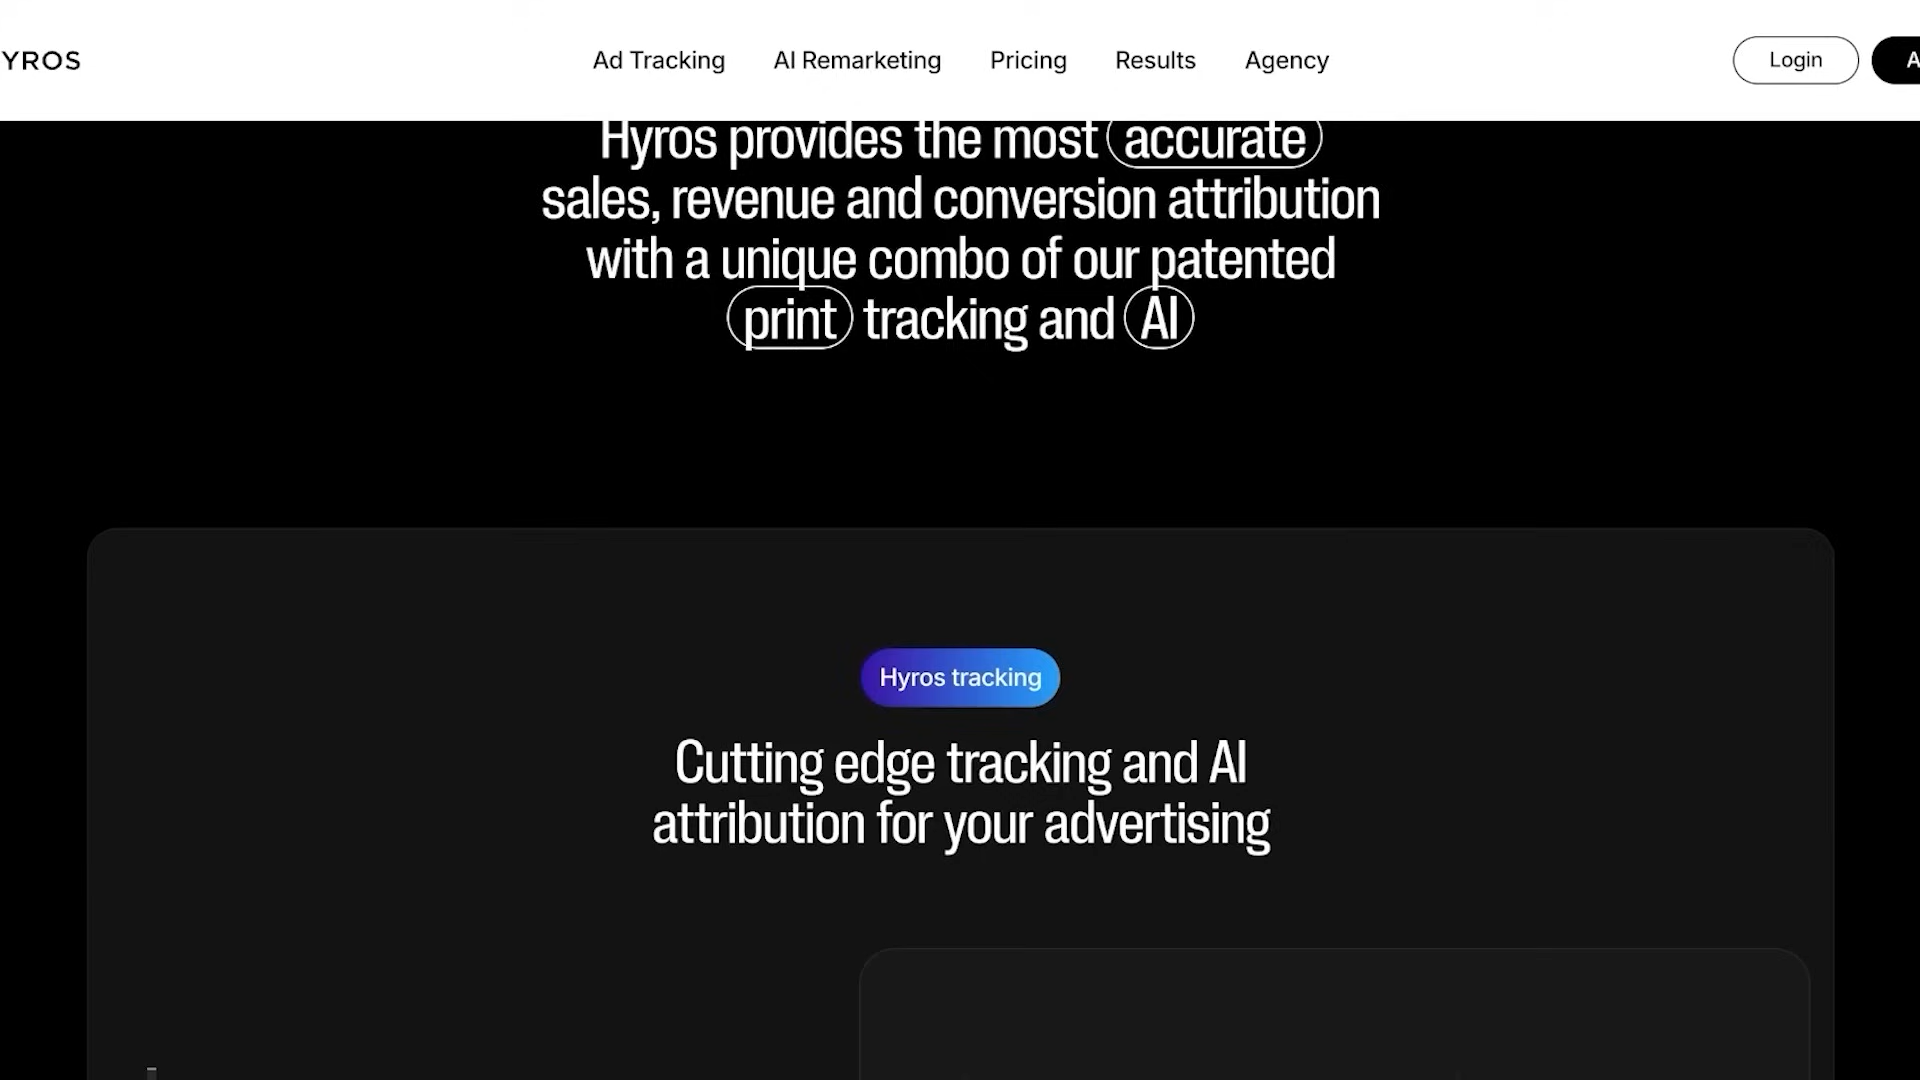 YROS
Ad Tracking
AI Remarketing
Pricing
Results
Agency
Login
A
Hyros provides the most accurate
sales, revenue and conversion attribution
with a unique combo of our patented
print tracking and AI
Hyros tracking
Cutting edge tracking and AI
attribution for your advertising